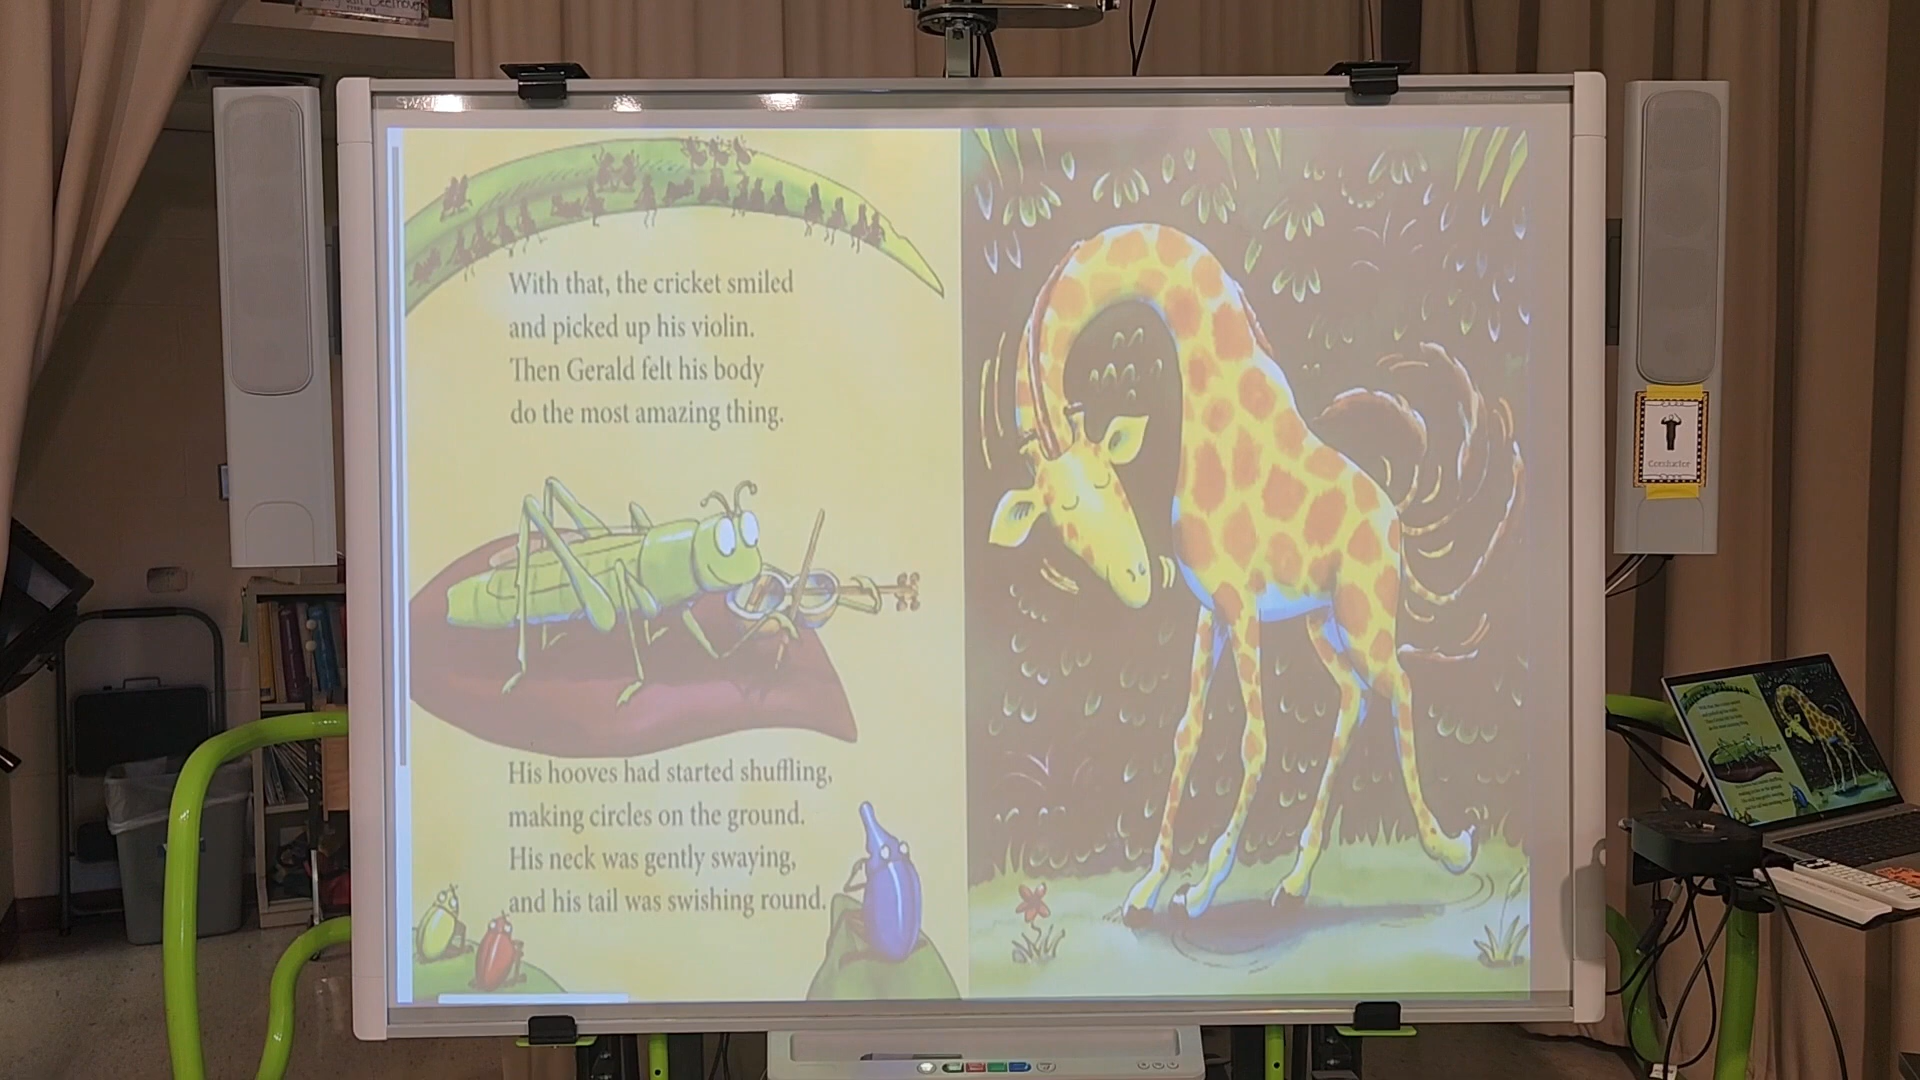 With that, the cricket smiled
and picked up his violin.
Then Gerald felt his body
do the most amazing thing.
His hooves had started shuffling,
making circles on the ground.
His neck was gently swaying,
and his tail was swishing round.
Conductor